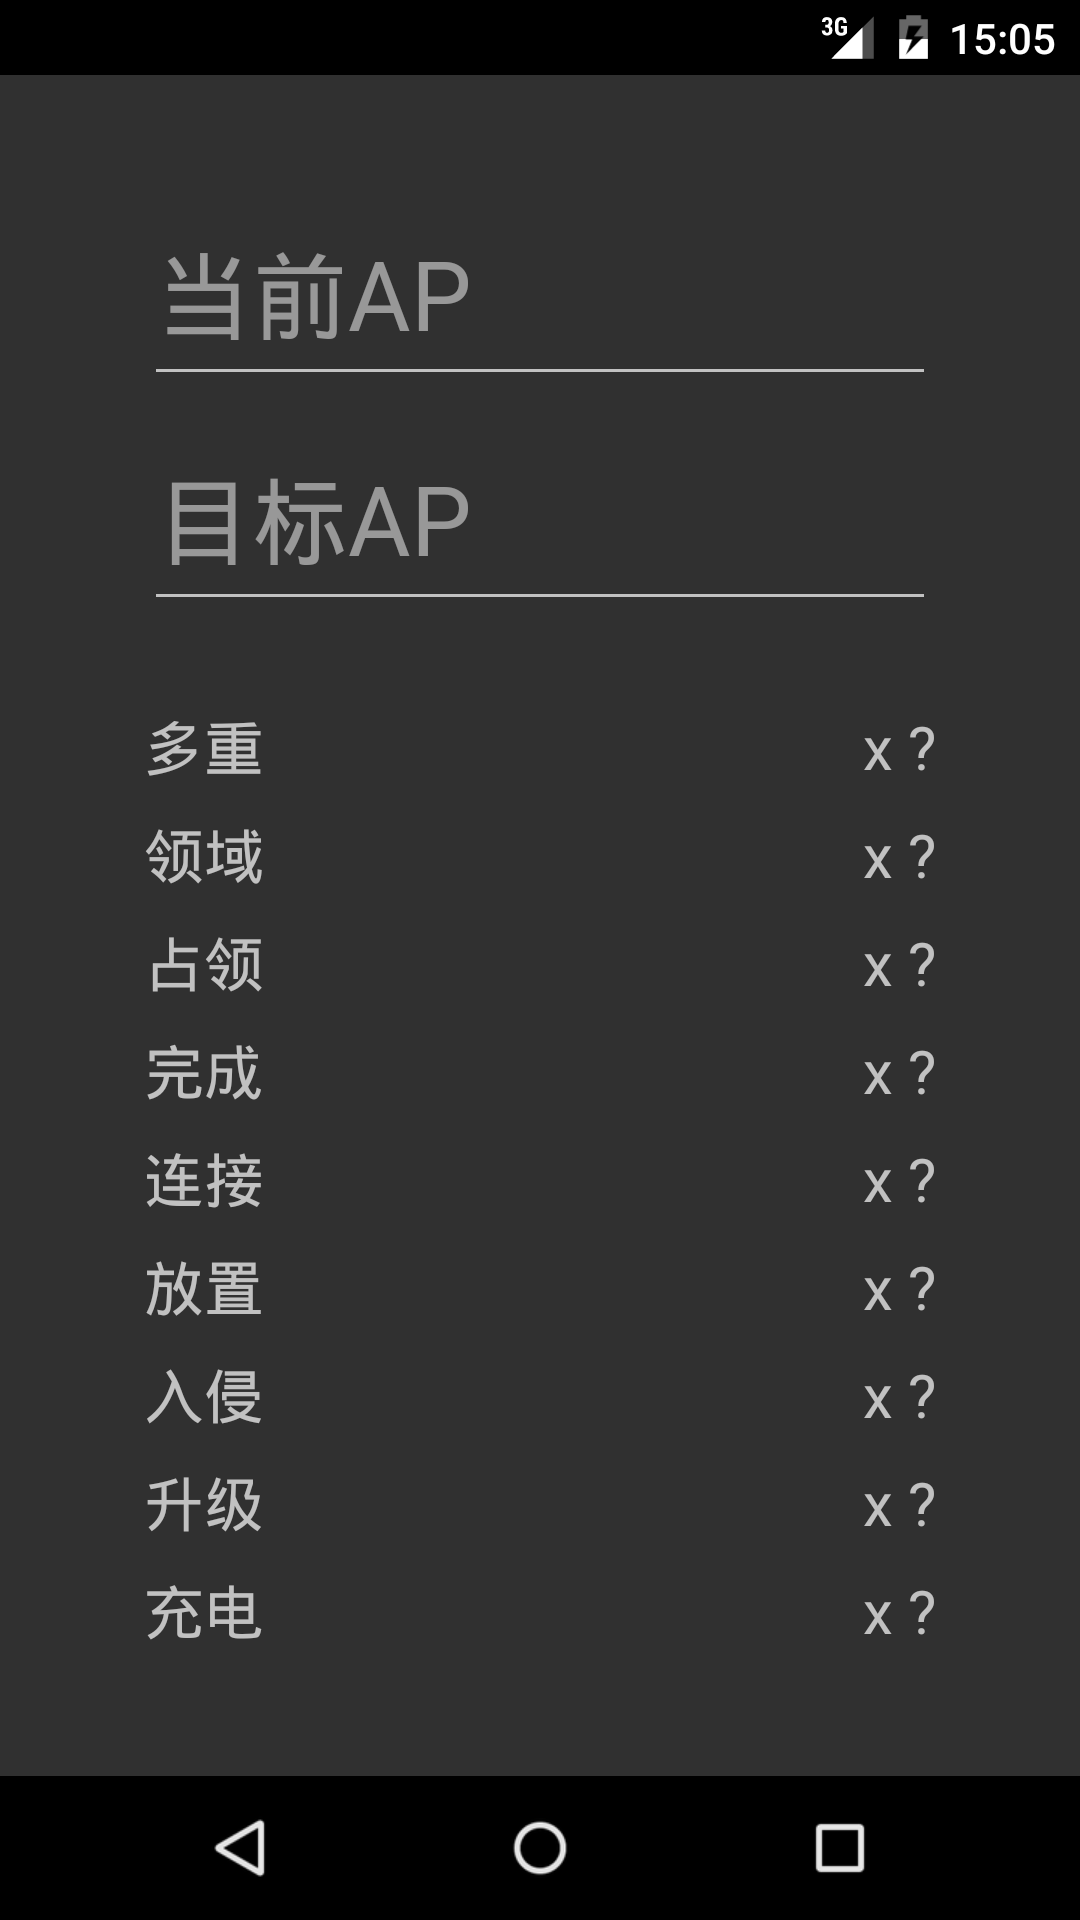 3G 15:05
当前AP
目标AP
多重 x ?
领域 x ?
占领 x ?
完成 x ?
连接 x ?
放置 x ?
入侵 x ?
升级 x ?
充电 x ?